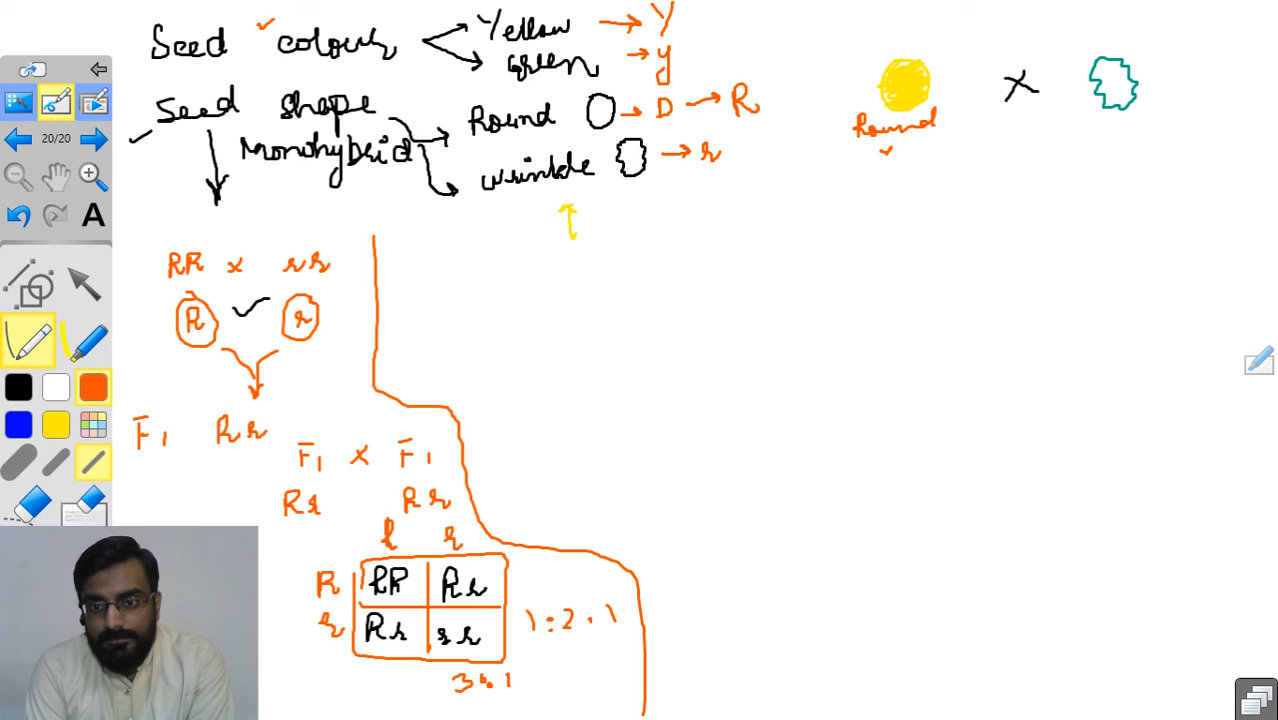 Seed colour Yellow → Y
green → y
Seed shape Round → D → R
Monohybrid wrinkle → r
Round
×
20/20
A
RR × rr
R r
F1 Rr
F1 × F1
Rr Rr
R r
R RR Rr
r Rr rr
1:2:1
3:1